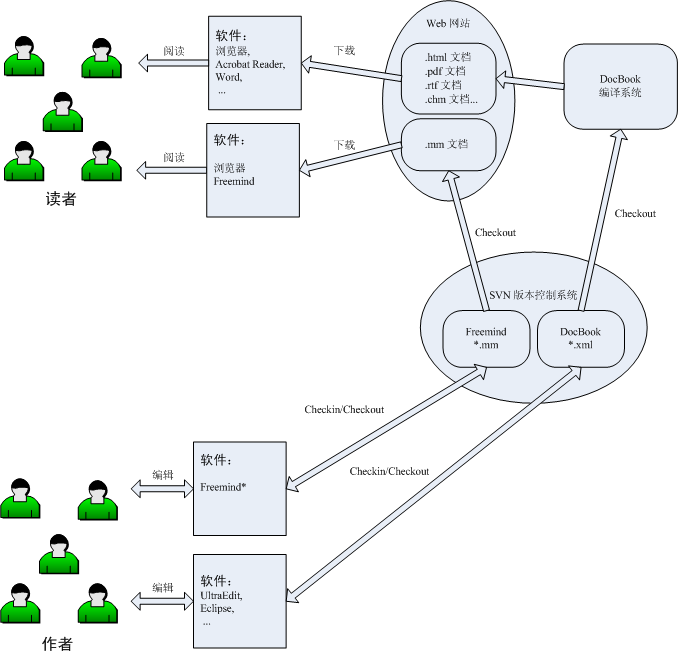 Web 网站
软件：
浏览器,
Acrobat Reader,
Word,
...
阅读
下载
.html 文档
.pdf 文档
.rtf 文档
.chm 文档...
DocBook
编译系统
软件：
浏览器
Freemind
阅读
下载
.mm 文档
读者
Checkout
Checkout
SVN 版本控制系统
Freemind
*.mm
DocBook
*.xml
Checkin/Checkout
Checkin/Checkout
编辑
软件：
Freemind*
编辑
软件：
UltraEdit,
Eclipse,
...
作者